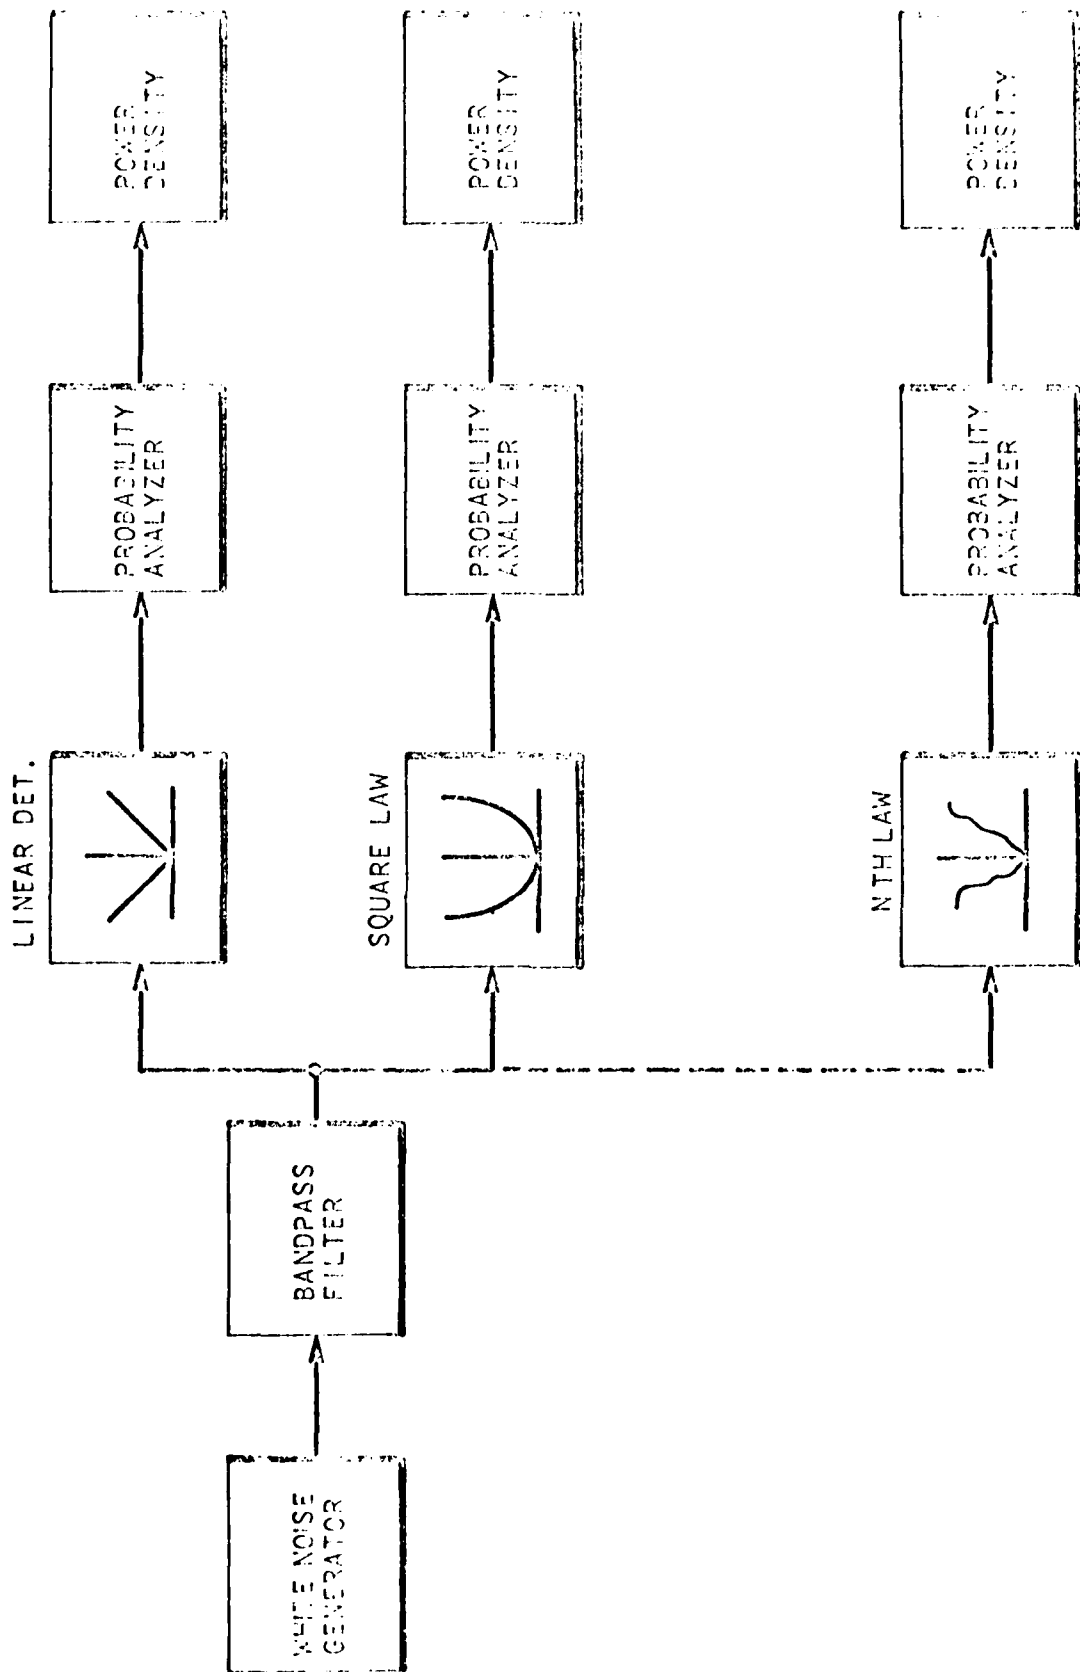 WHITE NOISE
GENERATOR
BANDPASS
FILTER
LINEAR DET.
PROBABILITY
ANALYZER
POWER
DENSITY
SQUARE LAW
PROBABILITY
ANALYZER
POWER
DENSITY
N TH LAW
PROBABILITY
ANALYZER
POWER
DENSITY